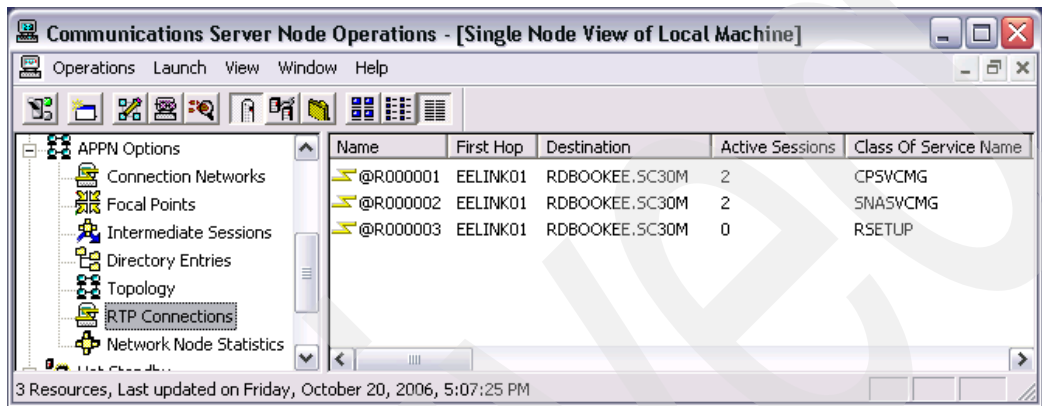 Communications Server Node Operations - [Single Node View of Local Machine]
Operations Launch View Window Help
APPN Options
Connection Networks
Focal Points
Intermediate Sessions
Directory Entries
Topology
RTP Connections
Network Node Statistics
Hot Standby
Name First Hop Destination Active Sessions Class Of Service Name
@R000001 EELINK01 RDBOOKEE.SC30M 2 CPSVCMG
@R000002 EELINK01 RDBOOKEE.SC30M 2 SNASVCMG
@R000003 EELINK01 RDBOOKEE.SC30M 0 RSETUP
3 Resources, Last updated on Friday, October 20, 2006, 5:07:25 PM